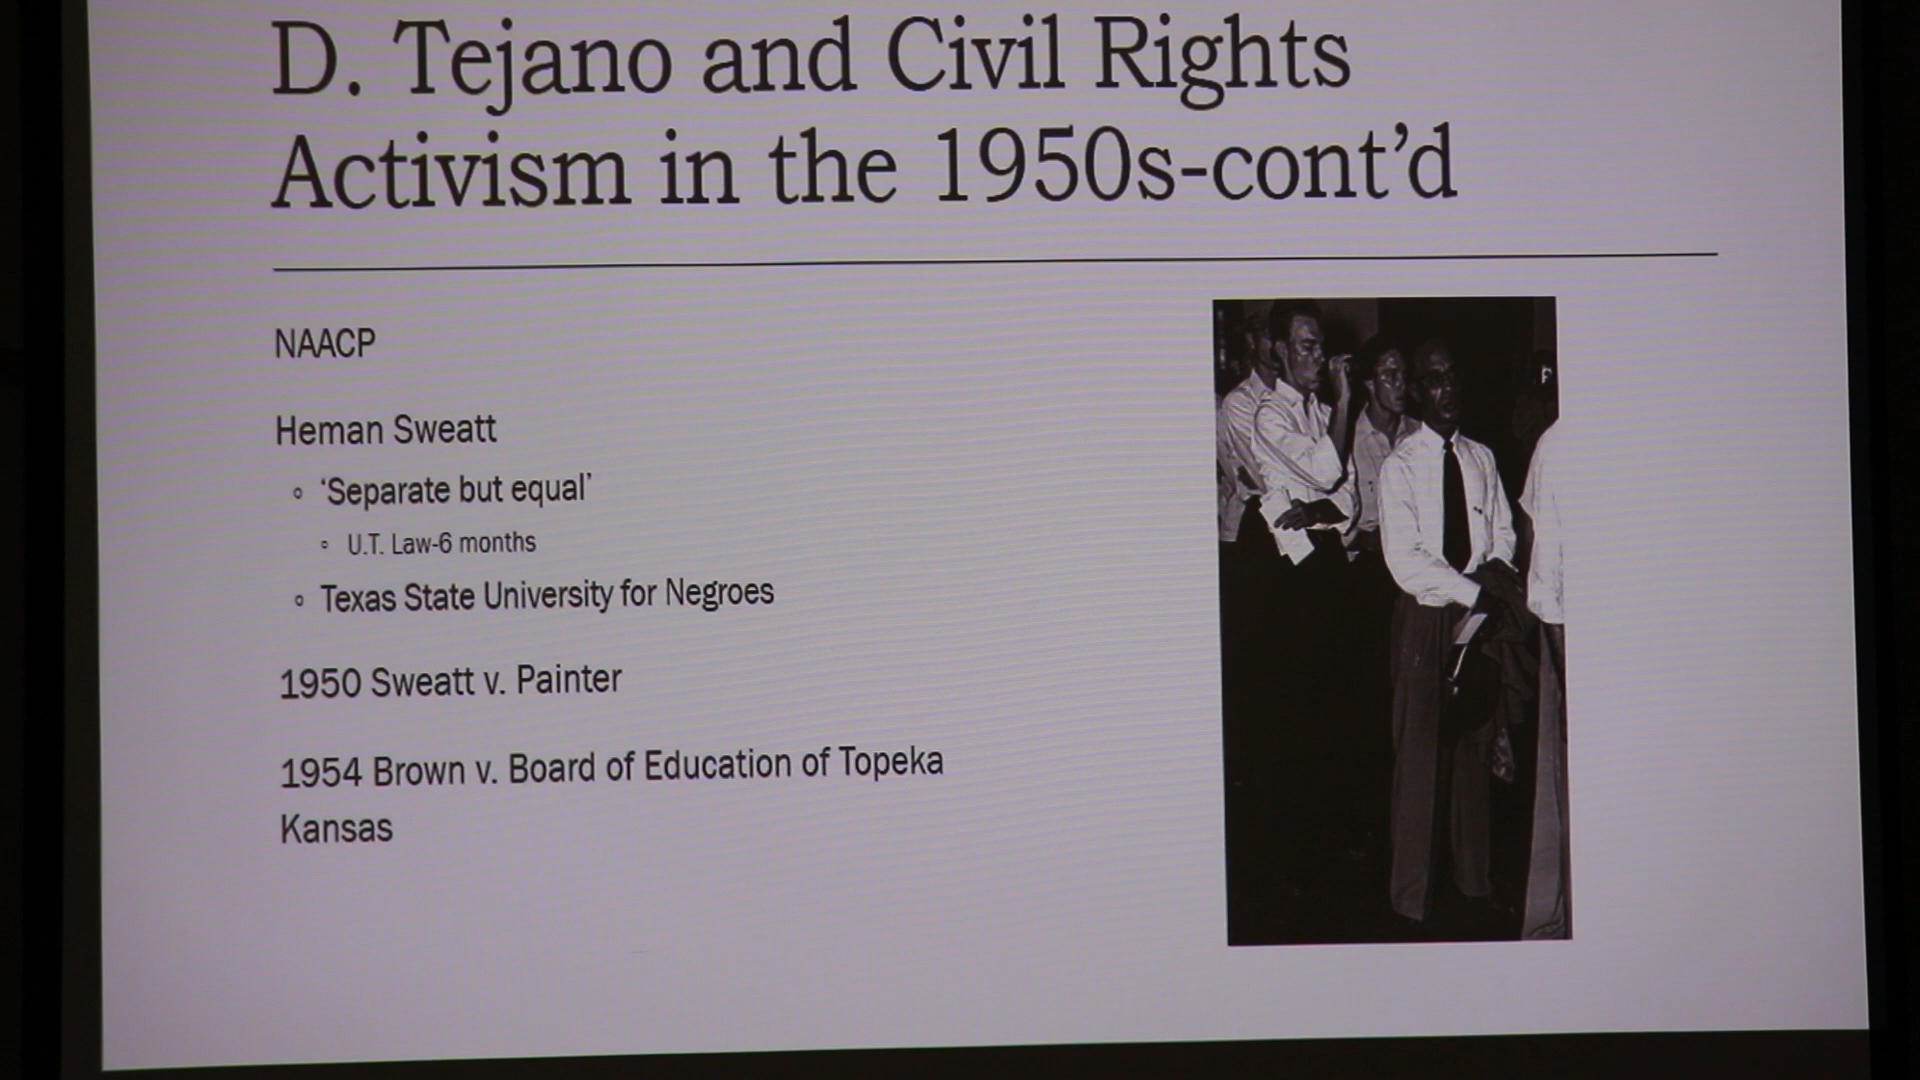 D. Tejano and Civil Rights
Activism in the 1950s-cont’d
NAACP
Heman Sweatt
‘Separate but equal’
U.T. Law-6 months
Texas State University for Negroes
1950 Sweatt v. Painter
1954 Brown v. Board of Education of Topeka
Kansas